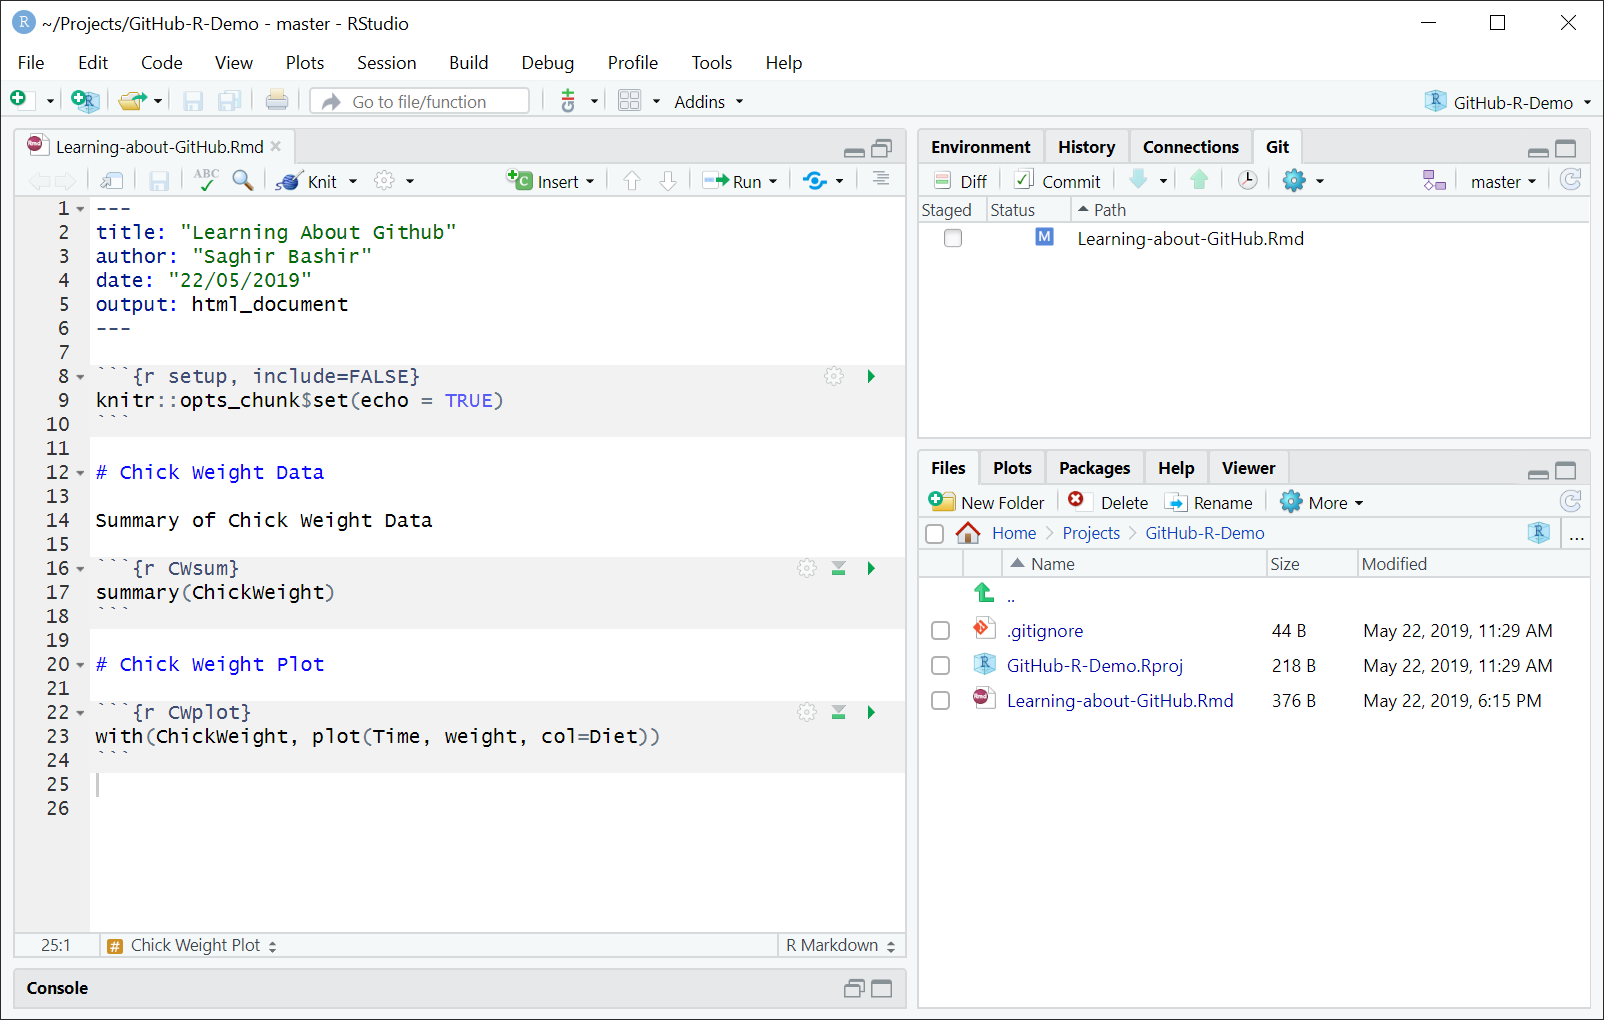 ~/Projects/GitHub-R-Demo - master - RStudio
File Edit Code View Plots Session Build Debug Profile Tools Help
Go to file/function Addins GitHub-R-Demo
Learning-about-GitHub.Rmd
ABC Knit Insert Run
1 ---
2 title: "Learning About Github"
3 author: "Saghir Bashir"
4 date: "22/05/2019"
5 output: html_document
6 ---
7
8 ```{r setup, include=FALSE}
9 knitr::opts_chunk$set(echo = TRUE)
10 ```
11
12 # Chick Weight Data
13
14 Summary of Chick Weight Data
15
16 ```{r CWsum}
17 summary(ChickWeight)
18 ```
19
20 # Chick Weight Plot
21
22 ```{r CWplot}
23 with(ChickWeight, plot(Time, weight, col=Diet))
24 ```
25
26
25:1 # Chick Weight Plot R Markdown
Console
Environment History Connections Git
Diff Commit master
Staged Status Path
M Learning-about-GitHub.Rmd
Files Plots Packages Help Viewer
New Folder Delete Rename More
Home Projects GitHub-R-Demo ...
Name Size Modified
..
.gitignore 44 B May 22, 2019, 11:29 AM
GitHub-R-Demo.Rproj 218 B May 22, 2019, 11:29 AM
Learning-about-GitHub.Rmd 376 B May 22, 2019, 6:15 PM